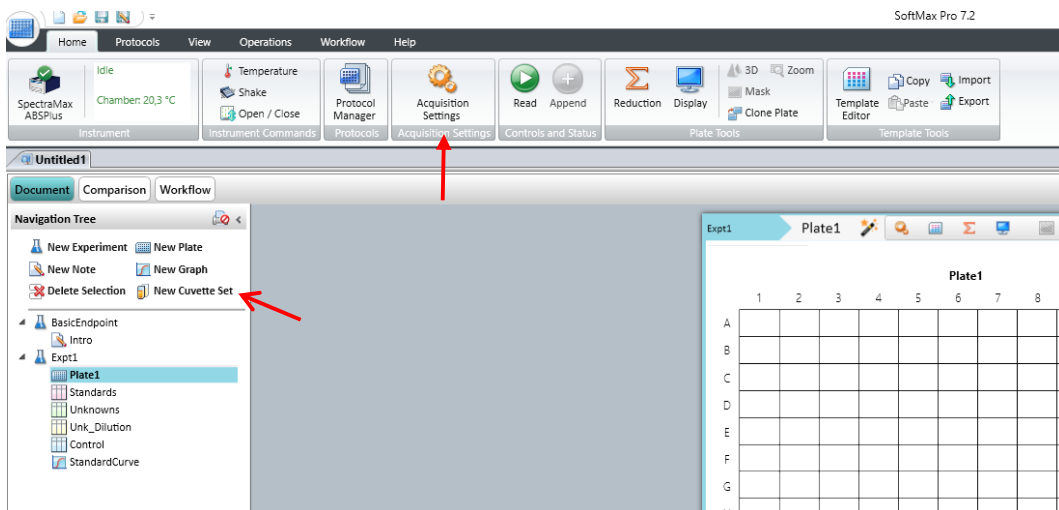 SoftMax Pro 7.2
Home Protocols View Operations Workflow Help
Idle
Chamber: 20,3 °C
SpectraMax
ABSPlus
Instrument
Temperature
Shake
Open / Close
Instrument Commands
Protocol
Manager
Protocols
Acquisition
Settings
Acquisition Settings
Read Append
Controls and Status
Reduction Display
3D Zoom
Mask
Clone Plate
Plate Tools
Template
Editor
Copy Import
Paste Export
Template Tools
Untitled1
Document Comparison Workflow
Navigation Tree
New Experiment New Plate
New Note New Graph
Delete Selection New Cuvette Set
BasicEndpoint
Intro
Expt1
Plate1
Standards
Unknowns
Unk_Dilution
Control
StandardCurve
Expt1 Plate1
Plate1
1 2 3 4 5 6 7 8
A
B
C
D
E
F
G